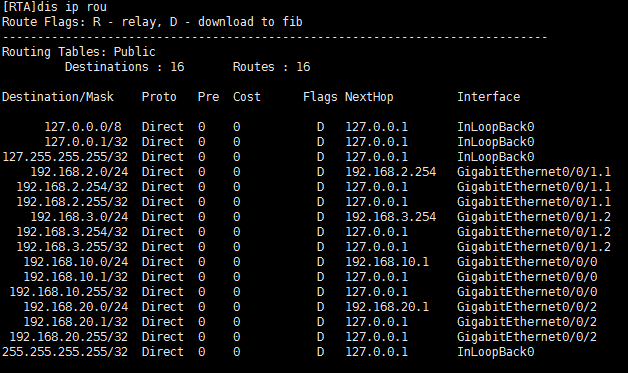 [RTA]dis ip rou
Route Flags: R - relay, D - download to fib
------------------------------------------------------------------------------
Routing Tables: Public
         Destinations : 16       Routes : 16

Destination/Mask    Proto   Pre  Cost      Flags NextHop         Interface

      127.0.0.0/8   Direct  0    0           D   127.0.0.1       InLoopBack0
      127.0.0.1/32  Direct  0    0           D   127.0.0.1       InLoopBack0
127.255.255.255/32  Direct  0    0           D   127.0.0.1       InLoopBack0
    192.168.2.0/24  Direct  0    0           D   192.168.2.254   GigabitEthernet0/0/1.1
  192.168.2.254/32  Direct  0    0           D   127.0.0.1       GigabitEthernet0/0/1.1
  192.168.2.255/32  Direct  0    0           D   127.0.0.1       GigabitEthernet0/0/1.1
    192.168.3.0/24  Direct  0    0           D   192.168.3.254   GigabitEthernet0/0/1.2
  192.168.3.254/32  Direct  0    0           D   127.0.0.1       GigabitEthernet0/0/1.2
  192.168.3.255/32  Direct  0    0           D   127.0.0.1       GigabitEthernet0/0/1.2
   192.168.10.0/24  Direct  0    0           D   192.168.10.1    GigabitEthernet0/0/0
   192.168.10.1/32  Direct  0    0           D   127.0.0.1       GigabitEthernet0/0/0
 192.168.10.255/32  Direct  0    0           D   127.0.0.1       GigabitEthernet0/0/0
   192.168.20.0/24  Direct  0    0           D   192.168.20.1    GigabitEthernet0/0/2
   192.168.20.1/32  Direct  0    0           D   127.0.0.1       GigabitEthernet0/0/2
 192.168.20.255/32  Direct  0    0           D   127.0.0.1       GigabitEthernet0/0/2
255.255.255.255/32  Direct  0    0           D   127.0.0.1       InLoopBack0